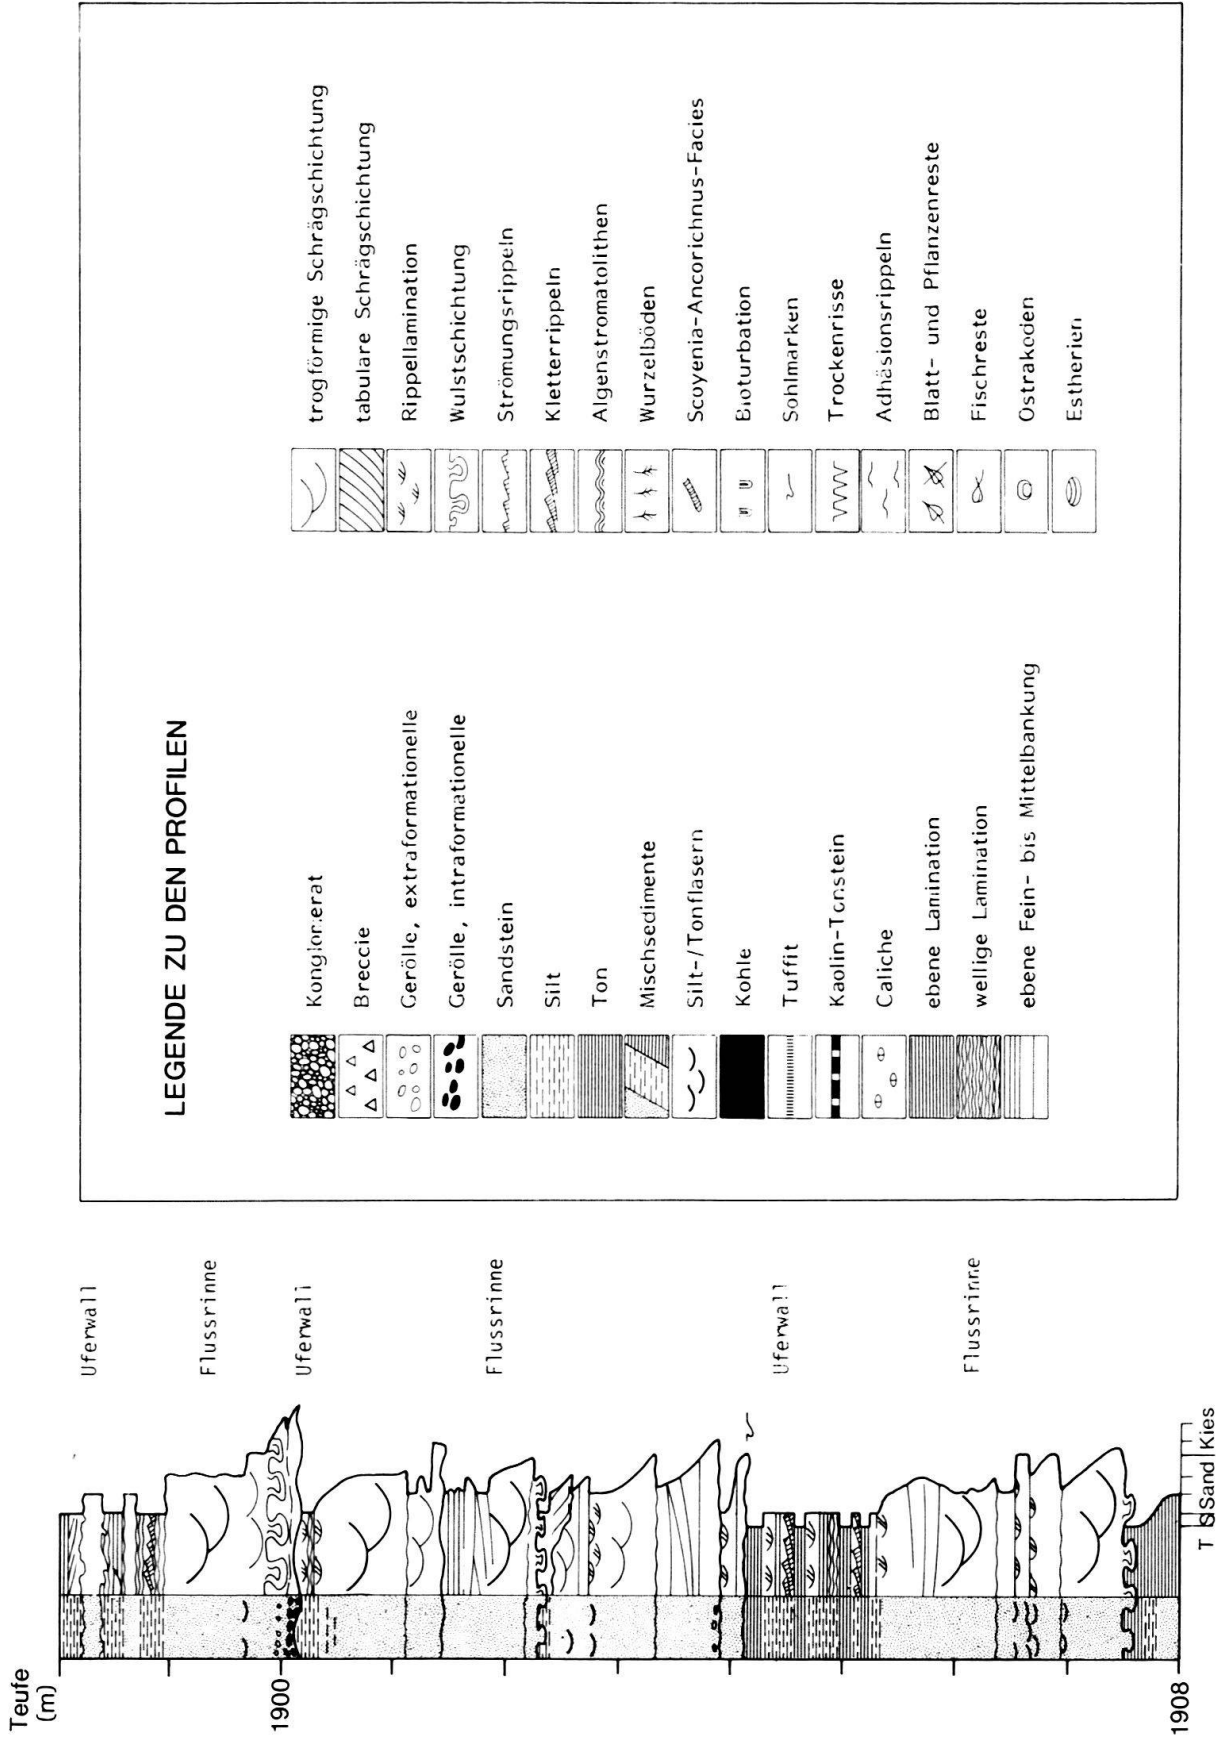 LEGENDE ZU DEN PROFILEN
Konglomerat
Breccie
Gerölle, extraformationelle
Gerölle, intraformationelle
Sandstein
Silt
Ton
Mischsedimente
Silt-/Tonflasern
Kohle
Tuffit
Kaolin-Tonstein
Caliche
ebene Lamination
wellige Lamination
ebene Fein- bis Mittelbankung
trogförmige Schrägschichtung
tabulare Schrägschichtung
Rippellamination
Wulstschichtung
Strömungsrippeln
Kletterrippeln
Algenstromatolithen
Wurzelböden
Scoyenia-Ancorichnus-Facies
Bioturbation
Sohlmarken
Trockenrisse
Adhäsionsrippeln
Blatt- und Pflanzenreste
Fischreste
Ostrakoden
Estherien
Teufe
(m)
1900
1908
Uferwall
Flussrinne
Uferwall
Flussrinne
Uferwall
Flussrinne
T S Sand Kies